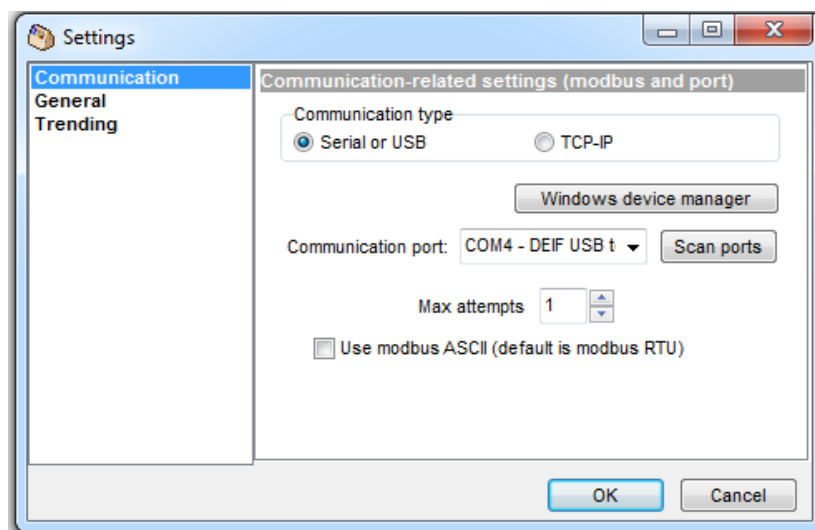 Settings
Communication
General
Trending
Communication-related settings (modbus and port)
Communication type
Serial or USB
TCP-IP
Windows device manager
Communication port:
COM4 - DEIF USB t
Scan ports
Max attempts
1
Use modbus ASCII (default is modbus RTU)
OK
Cancel